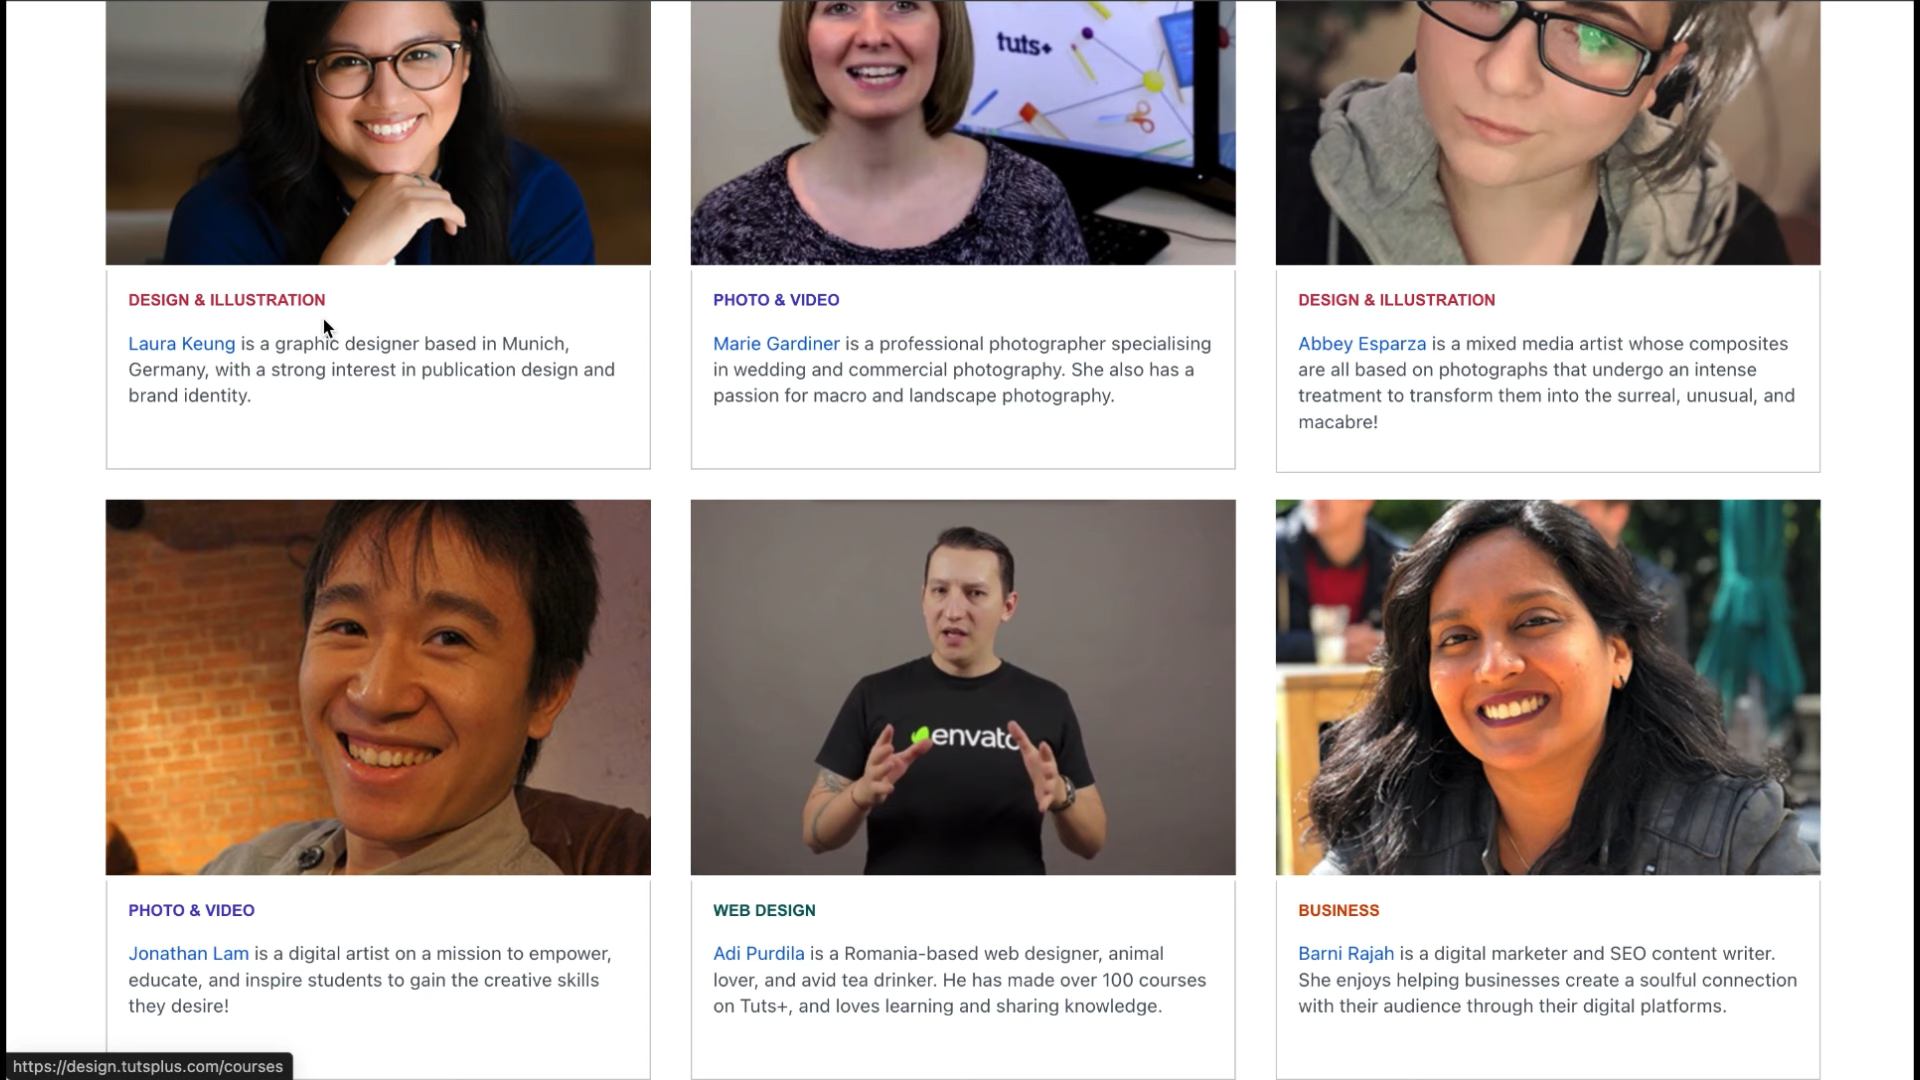 tuts+
DESIGN & ILLUSTRATION
Laura Keung is a graphic designer based in Munich,
Germany, with a strong interest in publication design and
brand identity.
PHOTO & VIDEO
Marie Gardiner is a professional photographer specialising
in wedding and commercial photography. She also has a
passion for macro and landscape photography.
DESIGN & ILLUSTRATION
Abbey Esparza is a mixed media artist whose composites
are all based on photographs that undergo an intense
treatment to transform them into the surreal, unusual, and
macabre!
envato
PHOTO & VIDEO
Jonathan Lam is a digital artist on a mission to empower,
educate, and inspire students to gain the creative skills
they desire!
WEB DESIGN
Adi Purdila is a Romania-based web designer, animal
lover, and avid tea drinker. He has made over 100 courses
on Tuts+, and loves learning and sharing knowledge.
BUSINESS
Barni Rajah is a digital marketer and SEO content writer.
She enjoys helping businesses create a soulful connection
with their audience through their digital platforms.
https://design.tutsplus.com/courses